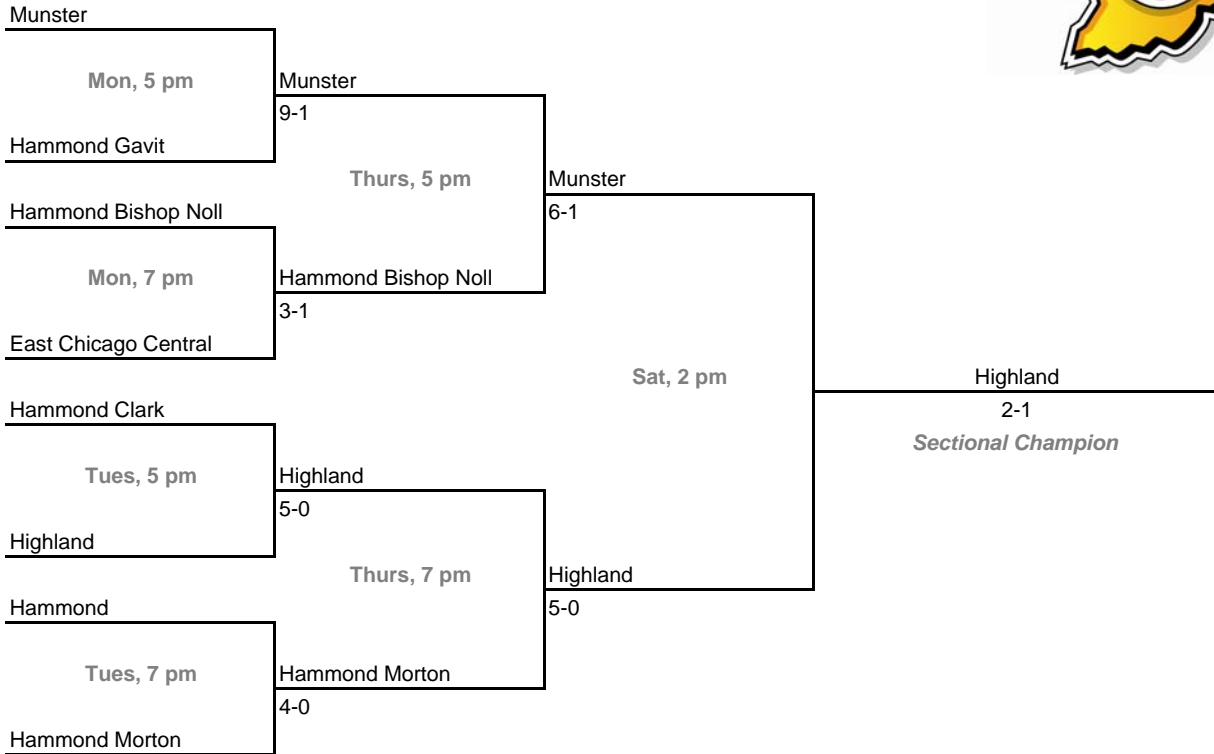 Munster
Mon, 5 pm
Munster
9-1
Hammond Gavit
Thurs, 5 pm
Munster
Hammond Bishop Noll
6-1
Mon, 7 pm
Hammond Bishop Noll
3-1
East Chicago Central
Sat, 2 pm
Highland
Hammond Clark
2-1
Sectional Champion
Tues, 5 pm
Highland
5-0
Highland
Thurs, 7 pm
Highland
Hammond
5-0
Tues, 7 pm
Hammond Morton
4-0
Hammond Morton